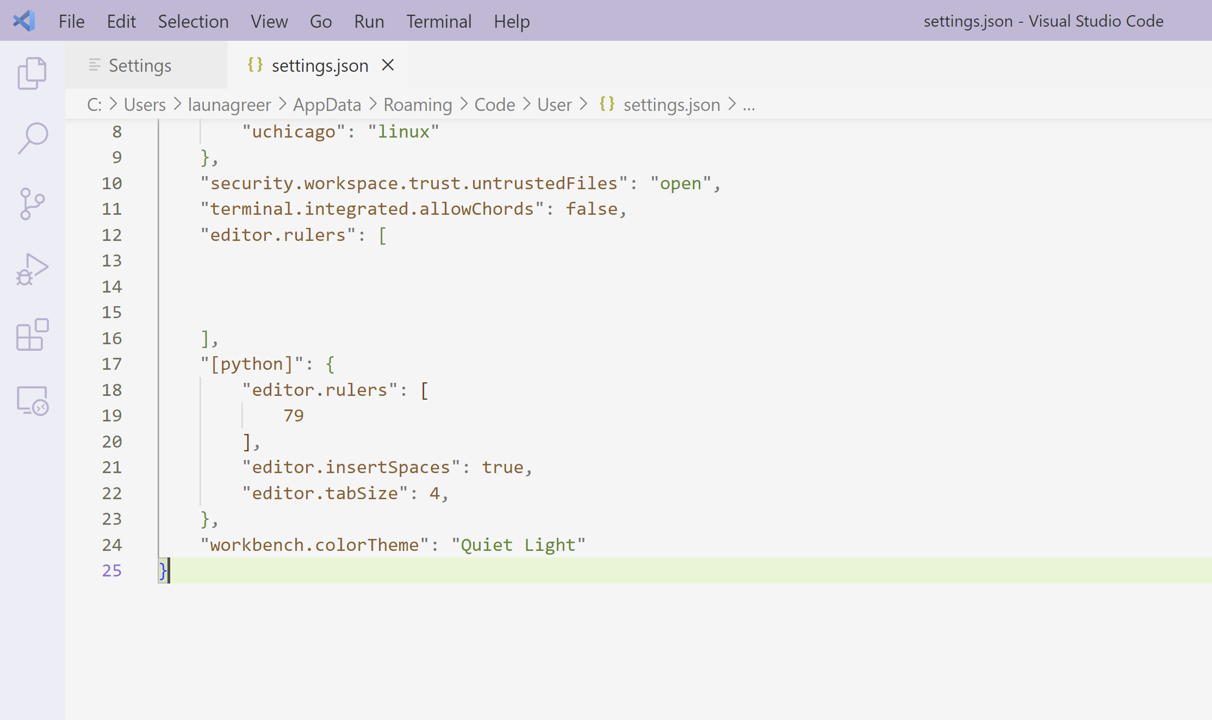 File Edit Selection View Go Run Terminal Help settings.json - Visual Studio Code
Settings {} settings.json ×
C: > Users > launagreer > AppData > Roaming > Code > User > {} settings.json > ...
8 "uchicago": "linux"
9 },
10 "security.workspace.trust.untrustedFiles": "open",
11 "terminal.integrated.allowChords": false,
12 "editor.rulers": [
13
14
15
16 ],
17 "[python]": {
18 "editor.rulers": [
19 79
20 ],
21 "editor.insertSpaces": true,
22 "editor.tabSize": 4,
23 },
24 "workbench.colorTheme": "Quiet Light"
25 }